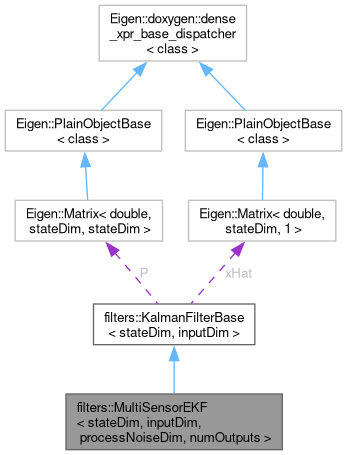 Eigen::doxygen::dense
_xpr_base_dispatcher
< class >
Eigen::PlainObjectBase
< class >
Eigen::PlainObjectBase
< class >
Eigen::Matrix< double,
stateDim, stateDim >
Eigen::Matrix< double,
stateDim, 1 >
P
xHat
filters::KalmanFilterBase
< stateDim, inputDim >
filters::MultiSensorEKF
< stateDim, inputDim,
processNoiseDim, numOutputs >